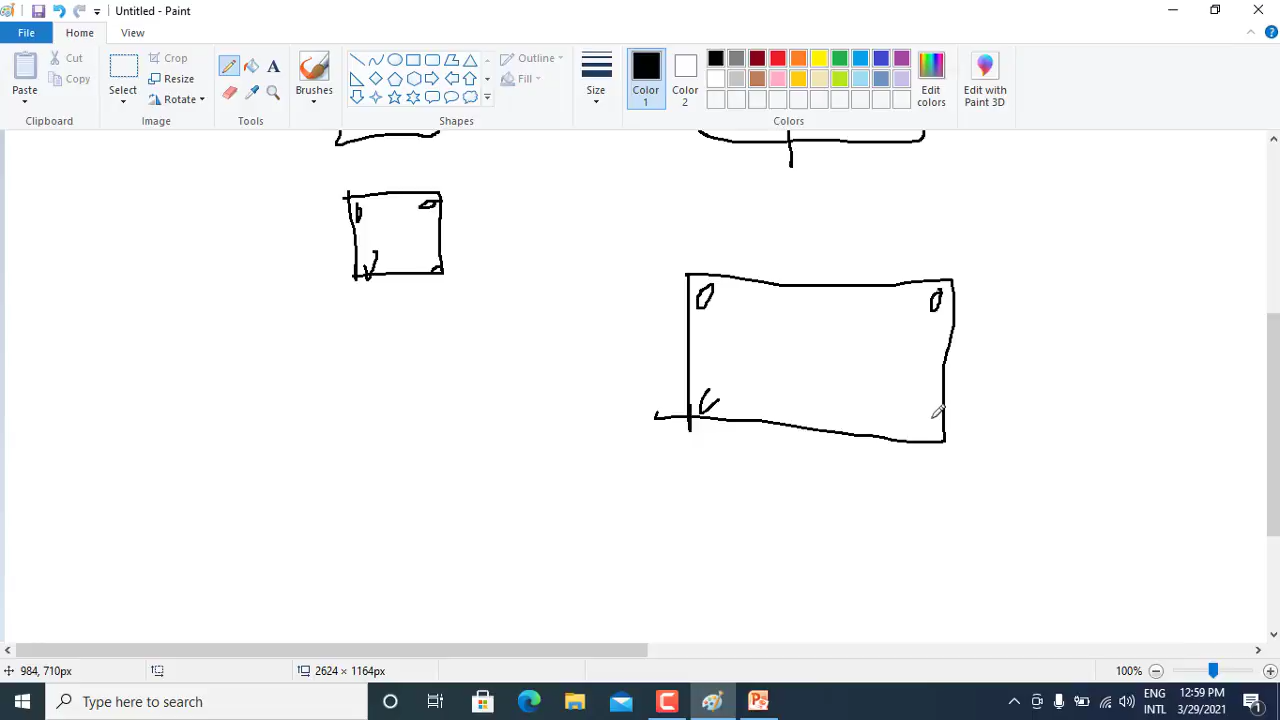 Untitled - Paint
File
Home
View
Paste
Cut
Copy
Clipboard
Select
Crop
Resize
Rotate
Image
A
Tools
Brushes
Outline
Fill
Shapes
Size
Color
1
Color
2
Edit
colors
Colors
Edit with
Paint 3D
984, 710px
2624 × 1164px
100%
Type here to search
ENG
INTL
12:59 PM
3/29/2021
1